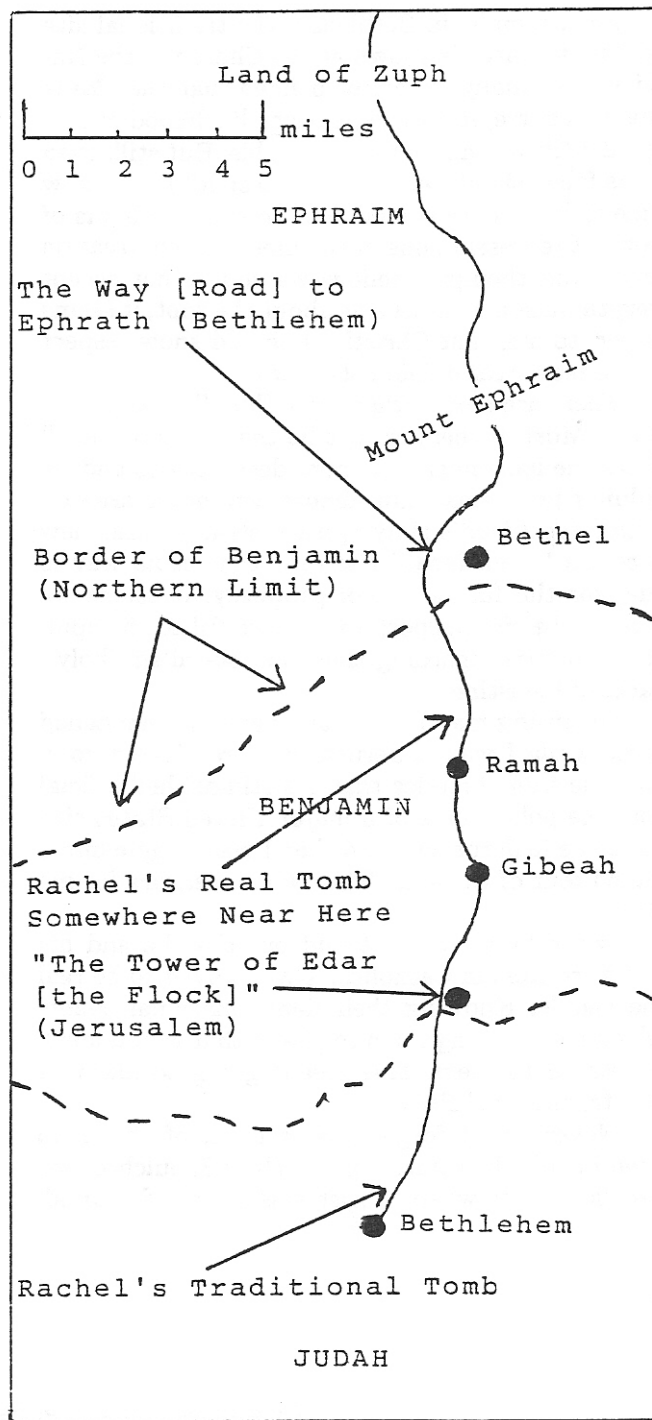 Land of Zuph
miles
0 1 2 3 4 5
EPHRAIM
The Way [Road] to
Ephrath (Bethlehem)
Mount Ephraim
Bethel
Border of Benjamin
(Northern Limit)
Ramah
BENJAMIN
Gibeah
Rachel's Real Tomb
Somewhere Near Here
"The Tower of Edar
[the Flock]"
(Jerusalem)
Bethlehem
Rachel's Traditional Tomb
JUDAH